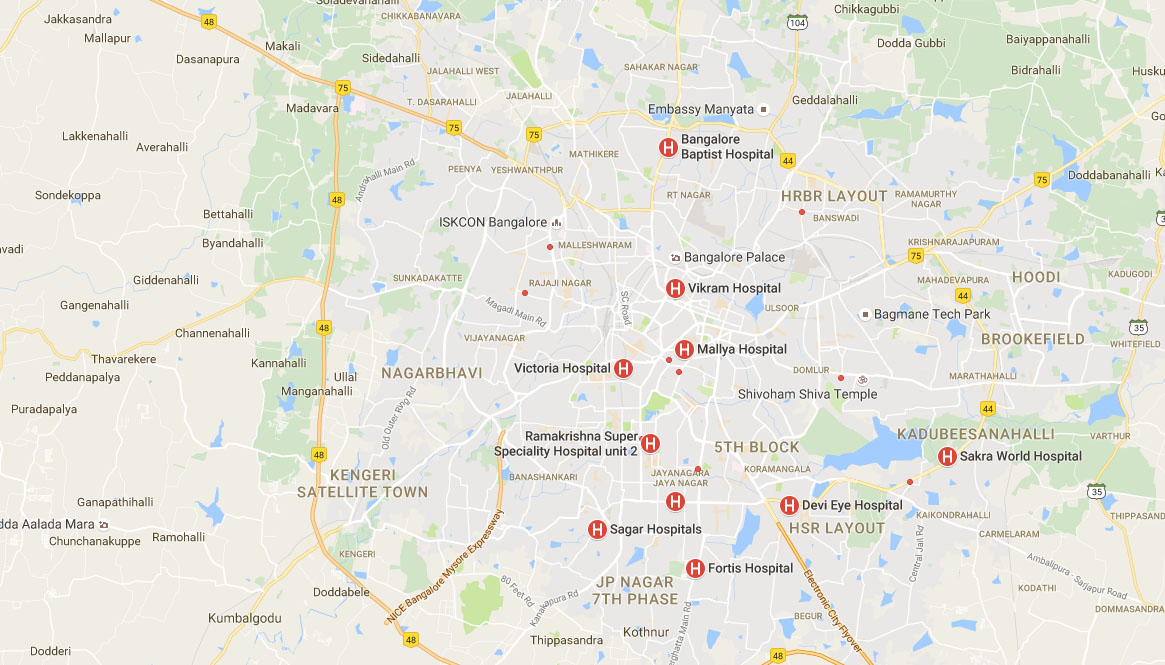 Soladevanahalli
Jakkasandra
48
CHIKKABANAVARA
104
Chikkagubbi
Mallapur
Makali
Dodda Gubbi
Baiyappanahalli
Dasanapura
Sidedahalli
JALAHALLI WEST
SAHAKAR NAGAR
Bidrahalli
Husku
75
JALAHALLI
T. DASARAHALLI
Madavara
Embassy Manyata
Geddalahalli
75
75
Lakkenahalli
Averahalli
Bangalore
Baptist Hospital
MATHIKERE
44
PEENYA
YESHWANTHPUR
Andrahalli Main Rd
75
Doddabanahalli
Sondekoppa
48
RT NAGAR
HRBR LAYOUT
RAMAMURTHY
NAGAR
Bettahalli
ISKCON Bangalore
BANSWADI
Byandahalli
MALLESHWARAM
KRISHNARAJAPURAM
vadi
75
Bangalore Palace
Giddenahalli
SUNKADAKATTE
RAJAJI NAGAR
Vikram Hospital
MAHADEVAPURA
HOODI
KADUGODI
44
Gangenahalli
Magadi Main Rd
SC Road
ULSOOR
Bagmane Tech Park
Channenahalli
48
35
VIJAYANAGAR
BROOKEFIELD
WHITEFIELD
Thavarekere
Kannahalli
Mallya Hospital
Peddanapalya
Ullal
NAGARBHAVI
Victoria Hospital
DOMLUR
MARATHAHALLI
Manganahalli
Shivoham Shiva Temple
Puradapalya
Old Outer Ring Rd
44
Ramakrishna Super
Speciality Hospital unit 2
5TH BLOCK
KADUBEESANAHALLI
VARTHUR
48
Sakra World Hospital
KENGERI
SATELLITE TOWN
BANASHANKARI
JAYANAGARA
JAYA NAGAR
KORAMANGALA
35
Ganapathihalli
Devi Eye Hospital
dda Aalada Mara
Chunchanakuppe
Ramohalli
Sagar Hospitals
HSR LAYOUT
KAIKONDRAHALLI
THIPPASAND
CARMELARAM
KENGERI
NICE Bangalore Mysore Expressway
Fortis Hospital
Central Jail Rd
Ambalipura - Sarjapur Road
Doddabele
80 Feet Rd
Kanakapura Rd
JP NAGAR
7TH PHASE
Electronic City Flyover
KODATHI
DOMMASANDRA
Kumbalgodu
BEGUR
48
Thippasandra
Kothnur
Dodderi
48